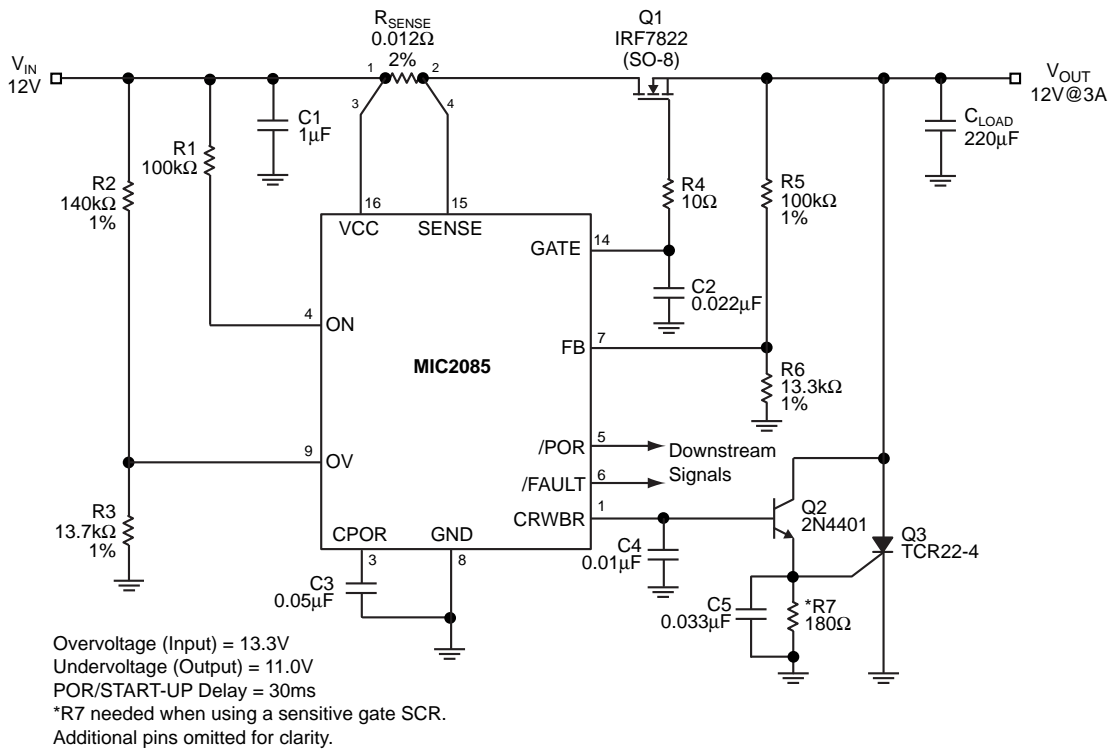 R_SENSE
0.012Ω
2%
Q1
IRF7822
(SO-8)
V_IN
12V
1
2
V_OUT
12V@3A
3
4
C1
1µF
C_LOAD
220µF
R1
100kΩ
R2
140kΩ
1%
R4
10Ω
R5
100kΩ
1%
16
15
VCC
SENSE
GATE
14
C2
0.022µF
4
ON
FB
7
MIC2085
R6
13.3kΩ
1%
/POR
5
Downstream
Signals
9
OV
/FAULT
6
CRWBR
1
Q2
2N4401
R3
13.7kΩ
1%
CPOR
GND
Q3
TCR22-4
3
8
C4
0.01µF
C3
0.05µF
C5
0.033µF
*R7
180Ω
Overvoltage (Input) = 13.3V
Undervoltage (Output) = 11.0V
POR/START-UP Delay = 30ms
*R7 needed when using a sensitive gate SCR.
Additional pins omitted for clarity.